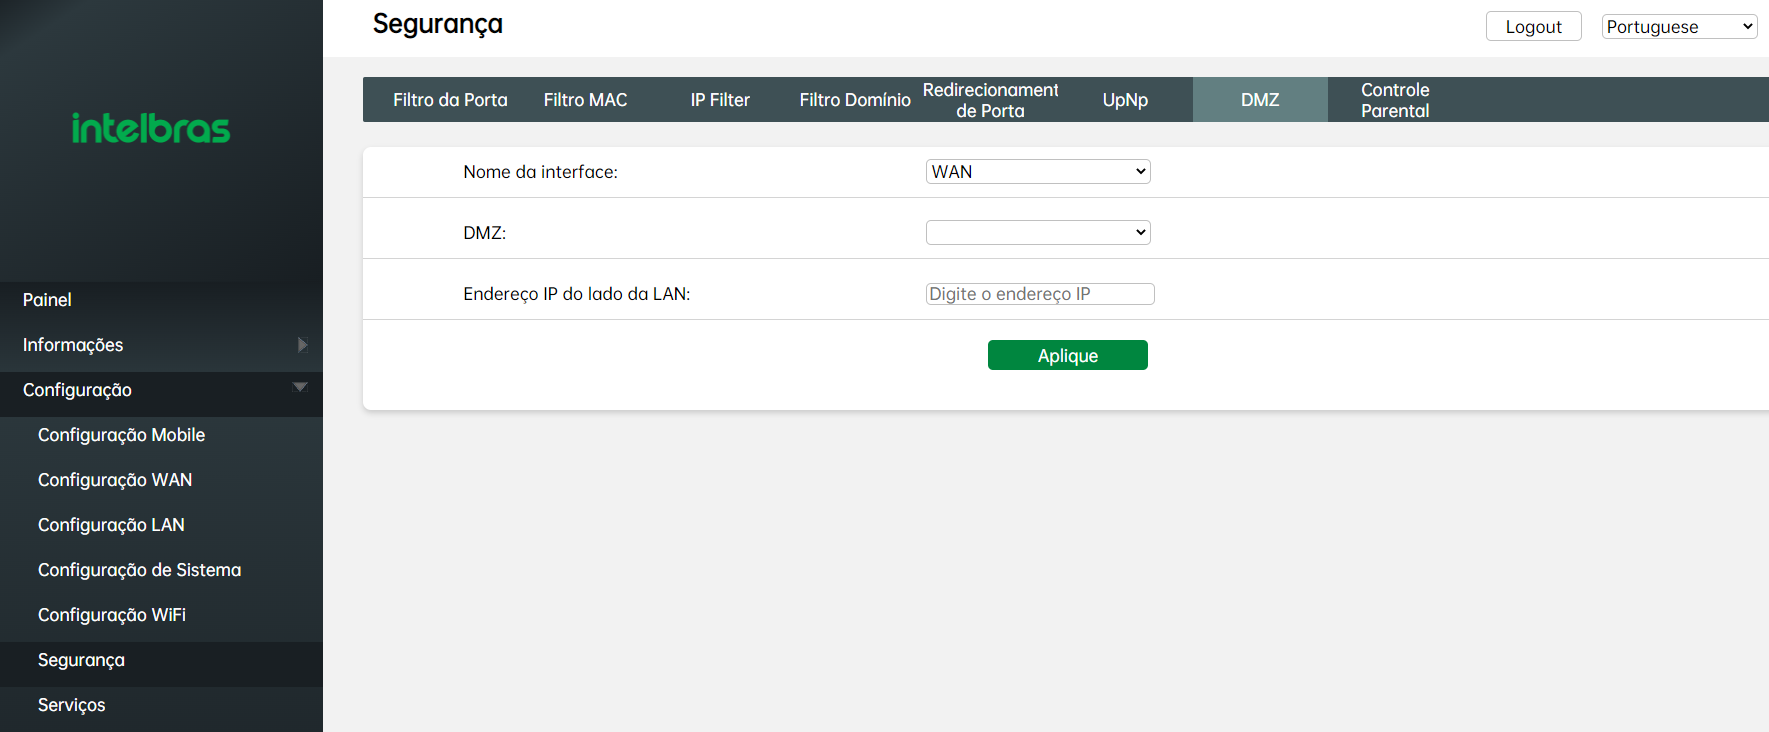 Segurança
Logout
Portuguese
intelbras
Filtro da Porta
Filtro MAC
IP Filter
Filtro Domínio
Redirecionament
de Porta
UpNp
DMZ
Controle
Parental
Nome da interface:
WAN
DMZ:
Endereço IP do lado da LAN:
Digite o endereço IP
Aplique
Painel
Informações
Configuração
Configuração Mobile
Configuração WAN
Configuração LAN
Configuração de Sistema
Configuração WiFi
Segurança
Serviços